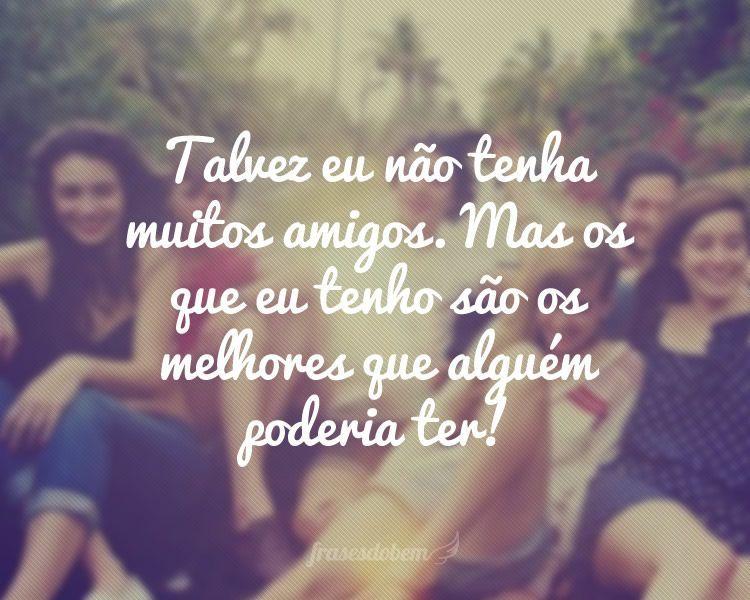 Talvez eu não tenha
muitos amigos. Mas os
que eu tenho são os
melhores que alguém
poderia ter!
frasesdobem